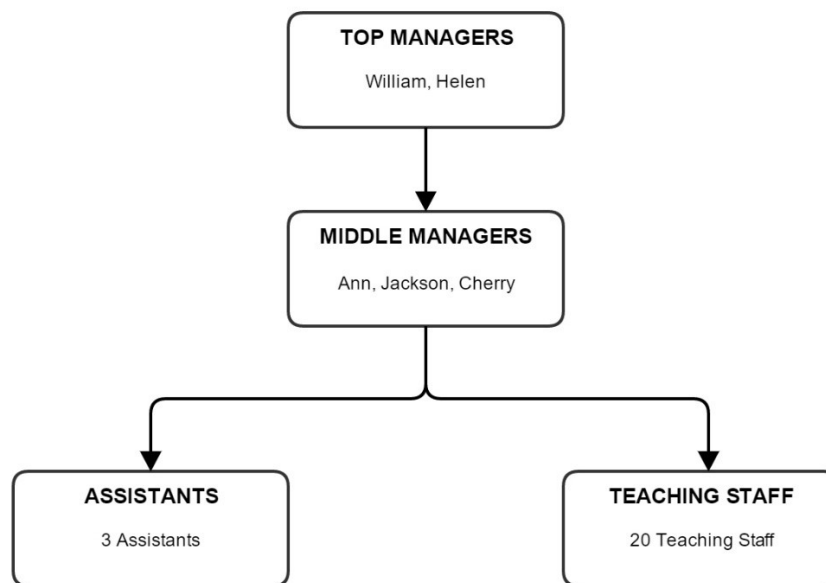 TOP MANAGERS
William, Helen
MIDDLE MANAGERS
Ann, Jackson, Cherry
ASSISTANTS
3 Assistants
TEACHING STAFF
20 Teaching Staff